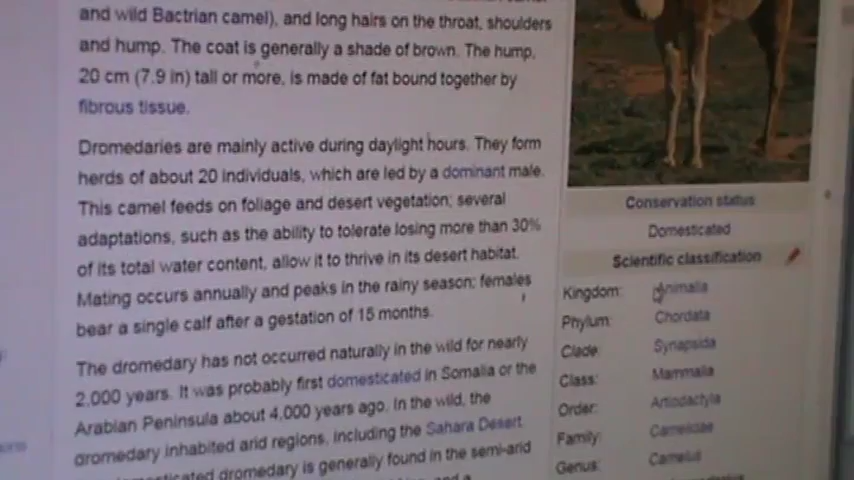 and wild Bactrian camel), and long hairs on the throat, shoulders
and hump. The coat is generally a shade of brown. The hump,
20 cm (7.9 in) tall or more, is made of fat bound together by
fibrous tissue.
Dromedaries are mainly active during daylight hours. They form
herds of about 20 individuals, which are led by a dominant male.
This camel feeds on foliage and desert vegetation; several
adaptations, such as the ability to tolerate losing more than 30%
of its total water content, allow it to thrive in its desert habitat.
Mating occurs annually and peaks in the rainy season; females
bear a single calf after a gestation of 15 months.
The dromedary has not occurred naturally in the wild for nearly
2,000 years. It was probably first domesticated in Somalia or the
Arabian Peninsula about 4,000 years ago. In the wild, the
dromedary inhabited arid regions, including the Sahara Desert.
dromedary is generally found in the semi-arid
Conservation status
Domesticated
Scientific classification
Kingdom: Animalia
Phylum: Chordata
Clade: Synapsida
Class: Mammalia
Order: Artiodactyla
Family: Camelidae
Genus: Camelus